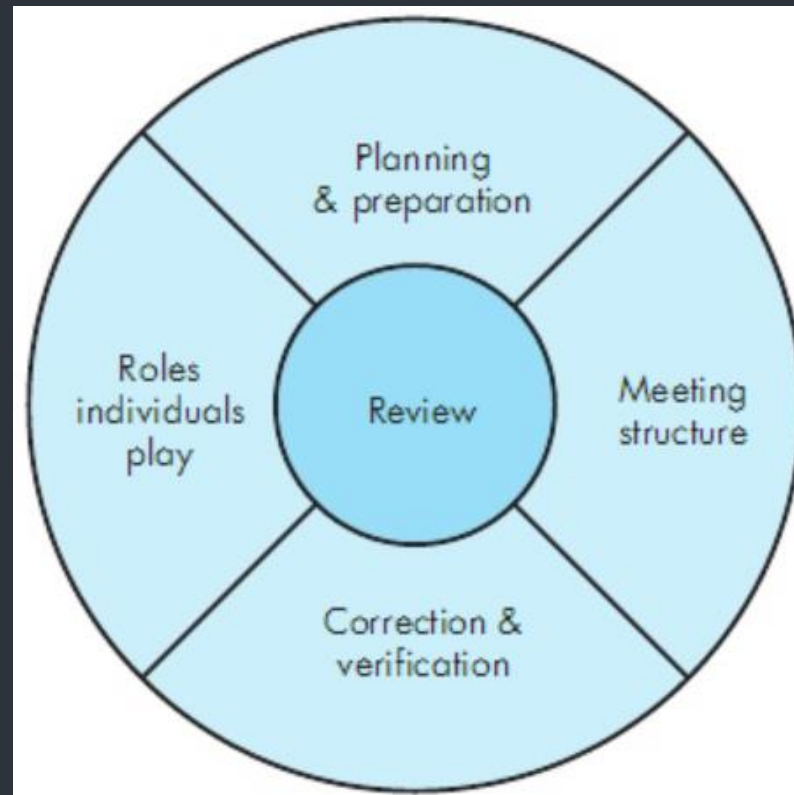 Planning
& preparation
Roles
individuals
play
Review
Meeting
structure
Correction &
verification